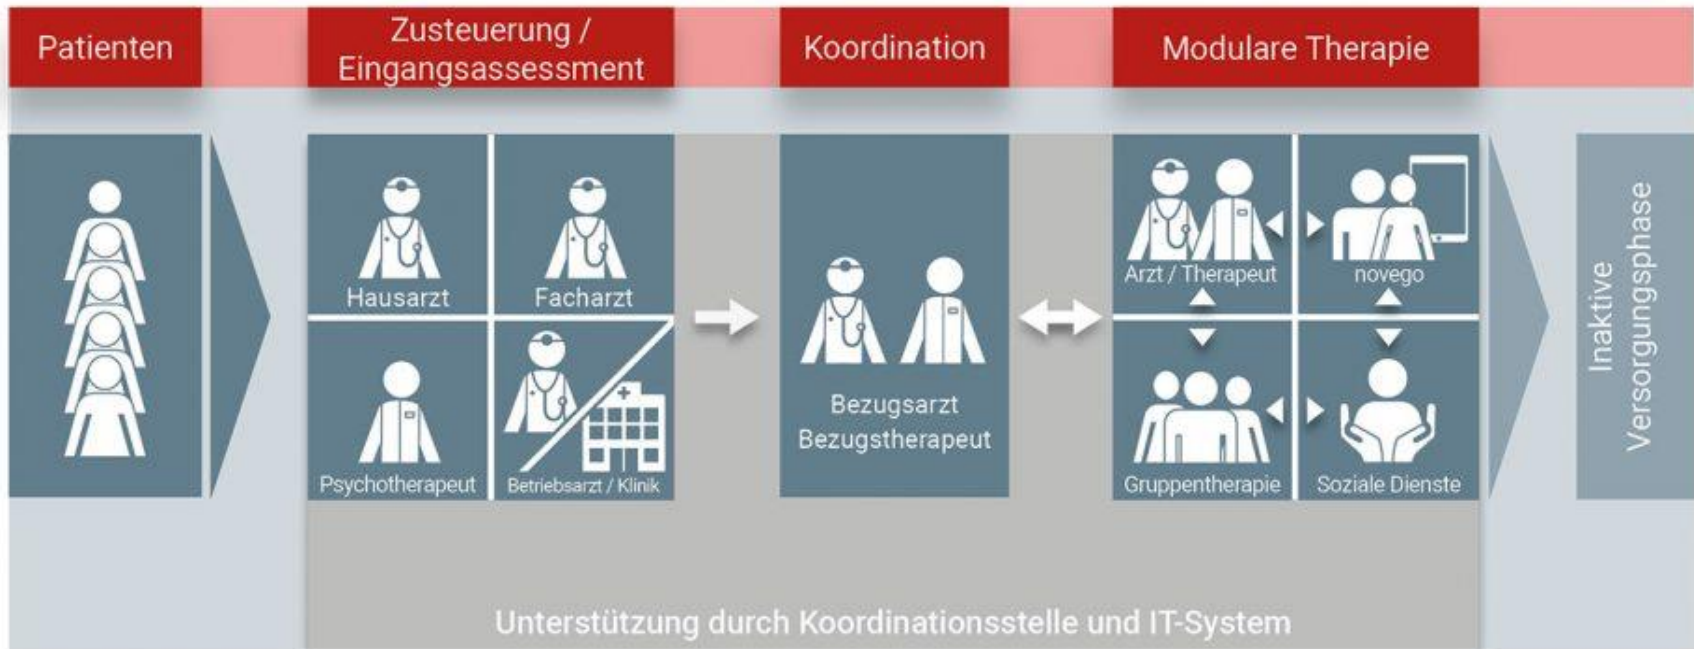 Patienten
Zusteuerung /
Eingangsassessment
Koordination
Modulare Therapie
Hausarzt
Facharzt
Psychotherapeut
Betriebsarzt / Klinik
Bezugsarzt
Bezugstherapeut
Arzt / Therapeut
novego
Gruppentherapie
Soziale Dienste
Inaktive
Versorgungsphase
Unterstützung durch Koordinationsstelle und IT-System